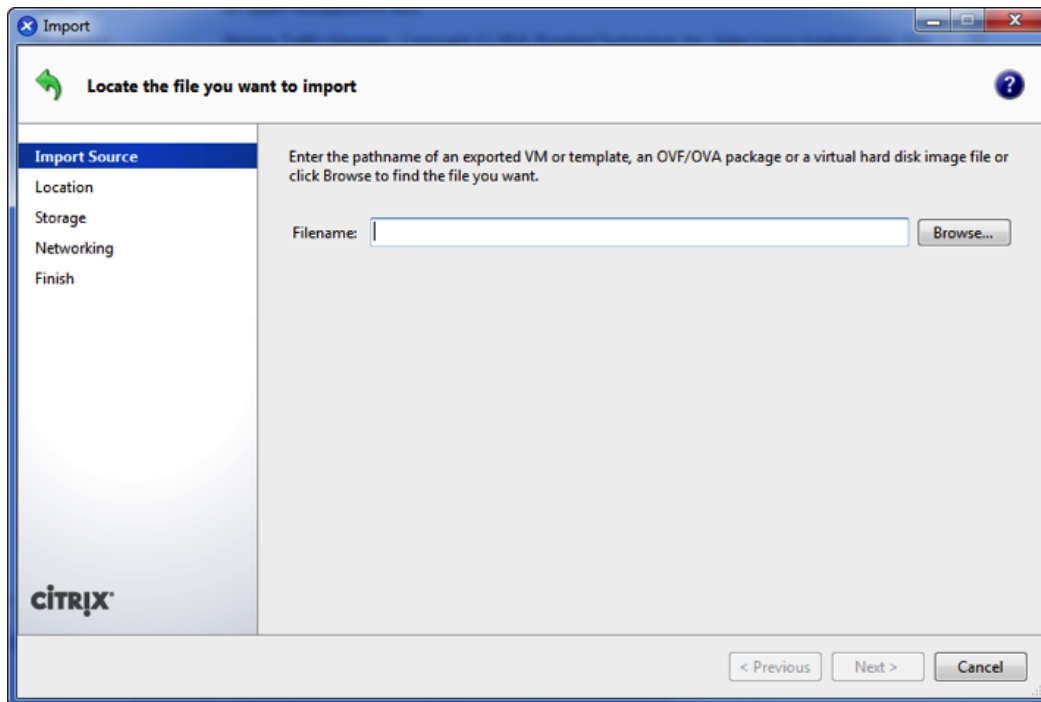 Import
Locate the file you want to import
Import Source
Location
Storage
Networking
Finish
Enter the pathname of an exported VM or template, an OVF/OVA package or a virtual hard disk image file or
click Browse to find the file you want.
Filename:
Browse...
CİTRIX
< Previous
Next >
Cancel